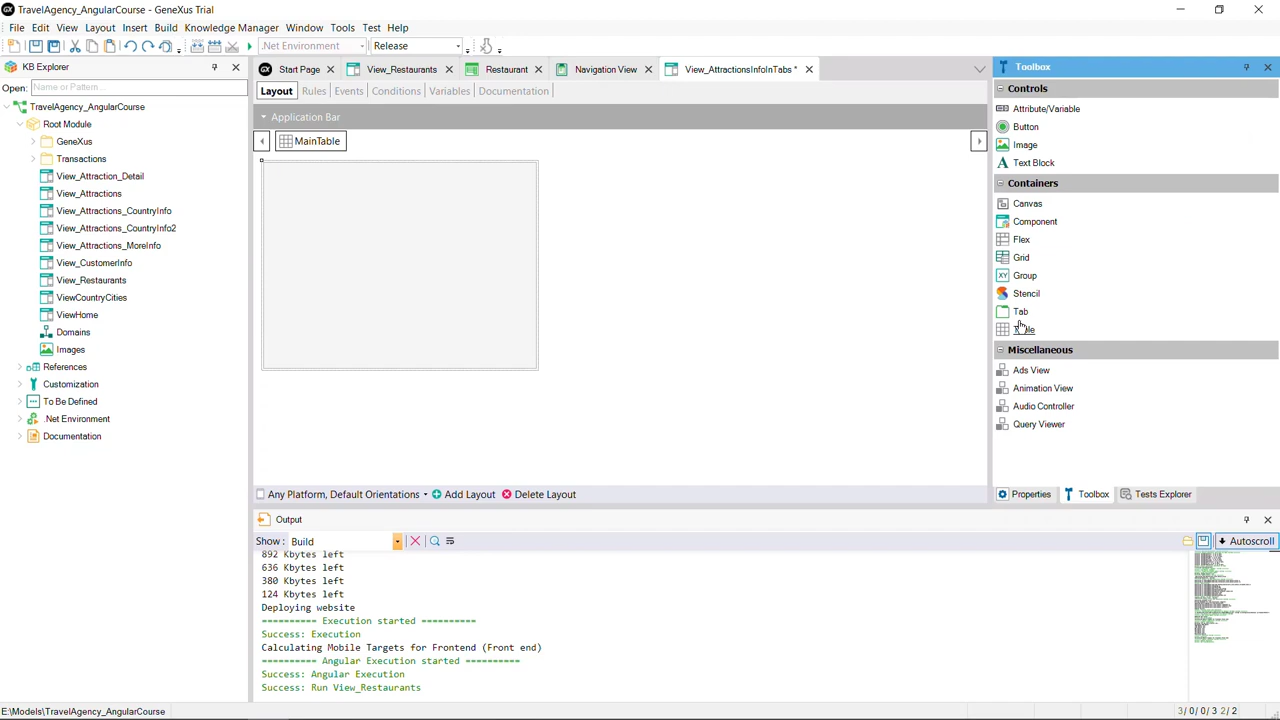 TravelAgency_AngularCourse - GeneXus Trial
File Edit View Layout Insert Build Knowledge Manager Window Tools Test Help
.Net Environment Release
KB Explorer
Open: Name or Pattern...
TravelAgency_AngularCourse
Root Module
GeneXus
Transactions
View_Attraction_Detail
View_Attractions
View_Attractions_CountryInfo
View_Attractions_CountryInfo2
View_Attractions_MoreInfo
View_CustomerInfo
View_Restaurants
ViewCountryCities
ViewHome
Domains
Images
References
Customization
To Be Defined
.Net Environment
Documentation
Start Page View_Restaurants Restaurant Navigation View View_AttractionsInfoInTabs *
Layout Rules Events Conditions Variables Documentation
Application Bar
MainTable
Any Platform, Default Orientations Add Layout Delete Layout
Toolbox
Controls
Attribute/Variable
Button
Image
Text Block
Containers
Canvas
Component
Flex
Grid
Group
Stencil
Tab
Miscellaneous
Ads View
Animation View
Audio Controller
Query Viewer
Properties Toolbox Tests Explorer
Output
Show: Build Autoscroll
892 Kbytes left
636 Kbytes left
380 Kbytes left
124 Kbytes left
Deploying website
========== Execution started ==========
Success: Execution
Calculating Mobile Targets for Frontend (Front end)
========== Angular Execution started ==========
Success: Angular Execution
Success: Run View_Restaurants
E:\Models\TravelAgency_AngularCourse 3/ 0/ 0/ 3 2/ 2